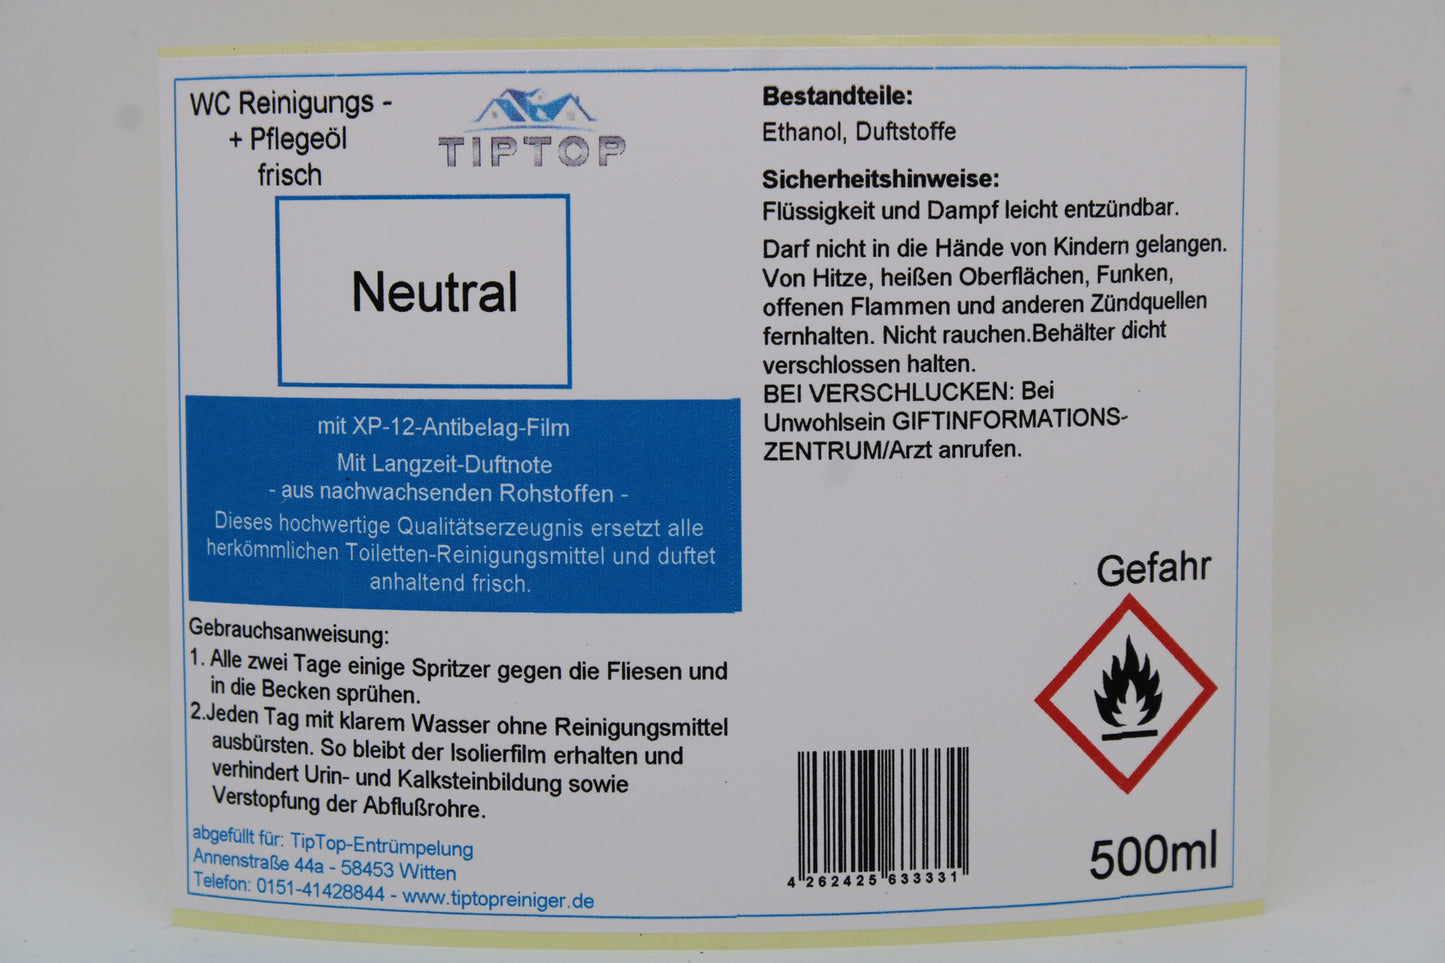 WC Reinigungs -
+ Pflegeöl
frisch
TIPTOP
Neutral
mit XP-12-Antibelag-Film
Mit Langzeit-Duftnote
- aus nachwachsenden Rohstoffen -
Dieses hochwertige Qualitätserzeugnis ersetzt alle
herkömmlichen Toiletten-Reinigungsmittel und duftet
anhaltend frisch.
Gebrauchsanweisung:
1. Alle zwei Tage einige Spritzer gegen die Fliesen und
in die Becken sprühen.
2.Jeden Tag mit klarem Wasser ohne Reinigungsmittel
ausbürsten. So bleibt der Isolierfilm erhalten und
verhindert Urin- und Kalksteinbildung sowie
Verstopfung der Abflußrohre.
abgefüllt für: TipTop-Entrümpelung
Annenstraße 44a - 58453 Witten
Telefon: 0151-41428844 - www.tiptopreiniger.de
Bestandteile:
Ethanol, Duftstoffe
Sicherheitshinweise:
Flüssigkeit und Dampf leicht entzündbar.
Darf nicht in die Hände von Kindern gelangen.
Von Hitze, heißen Oberflächen, Funken,
offenen Flammen und anderen Zündquellen
fernhalten. Nicht rauchen.Behälter dicht
verschlossen halten.
BEI VERSCHLUCKEN: Bei
Unwohlsein GIFTINFORMATIONS-
ZENTRUM/Arzt anrufen.
Gefahr
4 262425 633331
500ml